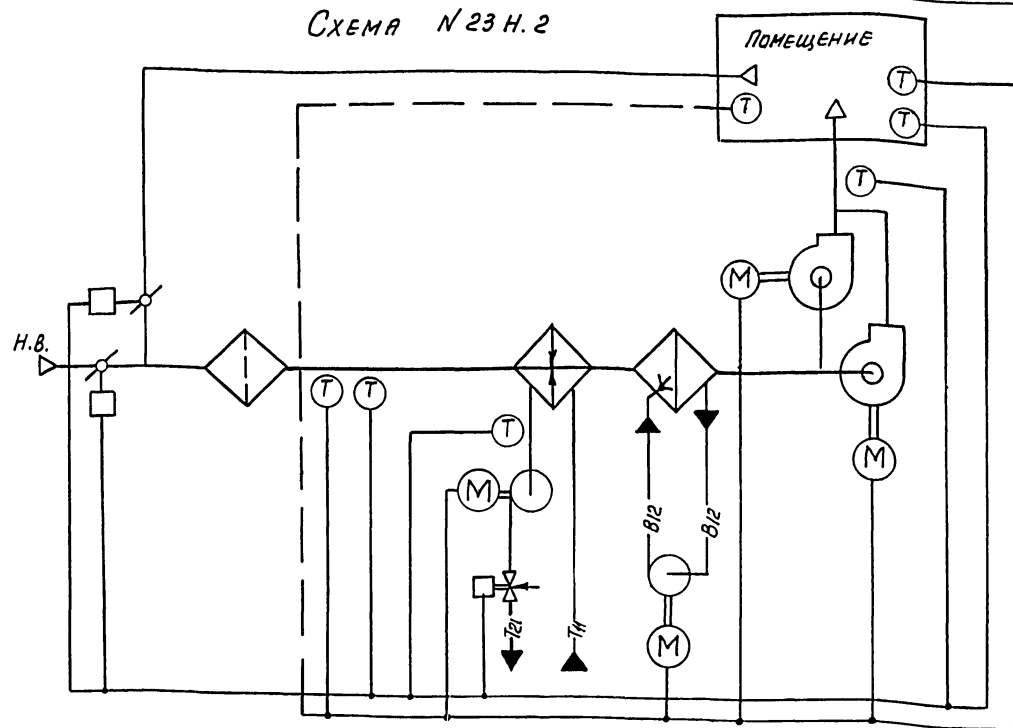 СХЕМА N 23 Н. 2
ПОМЕЩЕНИЕ
Т
Т
Т
Т
М
Н.В.
Т
Т
Т
М
М
В12
В12
Т21
Т11
М